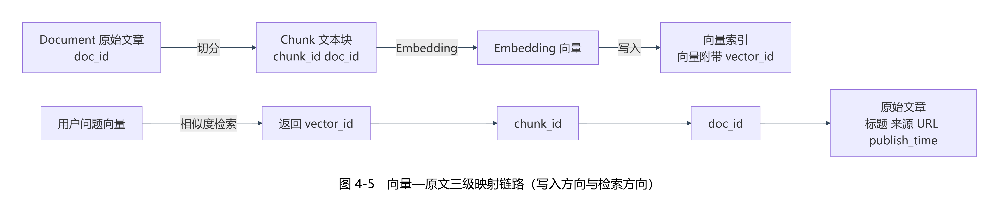 Document 原始文章
doc_id
切分
Chunk 文本块
chunk_id doc_id
Embedding
Embedding 向量
写入
向量索引
向量附带 vector_id
用户问题向量
相似度检索
返回 vector_id
chunk_id
doc_id
原始文章
标题 来源 URL
publish_time
图 4-5　向量—原文三级映射链路（写入方向与检索方向）